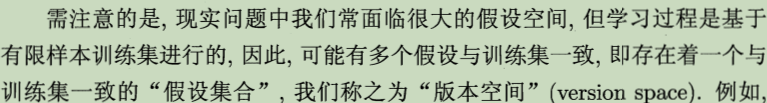 需注意的是, 现实问题中我们常面临很大的假设空间, 但学习过程是基于
有限样本训练集进行的, 因此, 可能有多个假设与训练集一致, 即存在着一个与
训练集一致的“假设集合”, 我们称之为“版本空间” (version space). 例如,